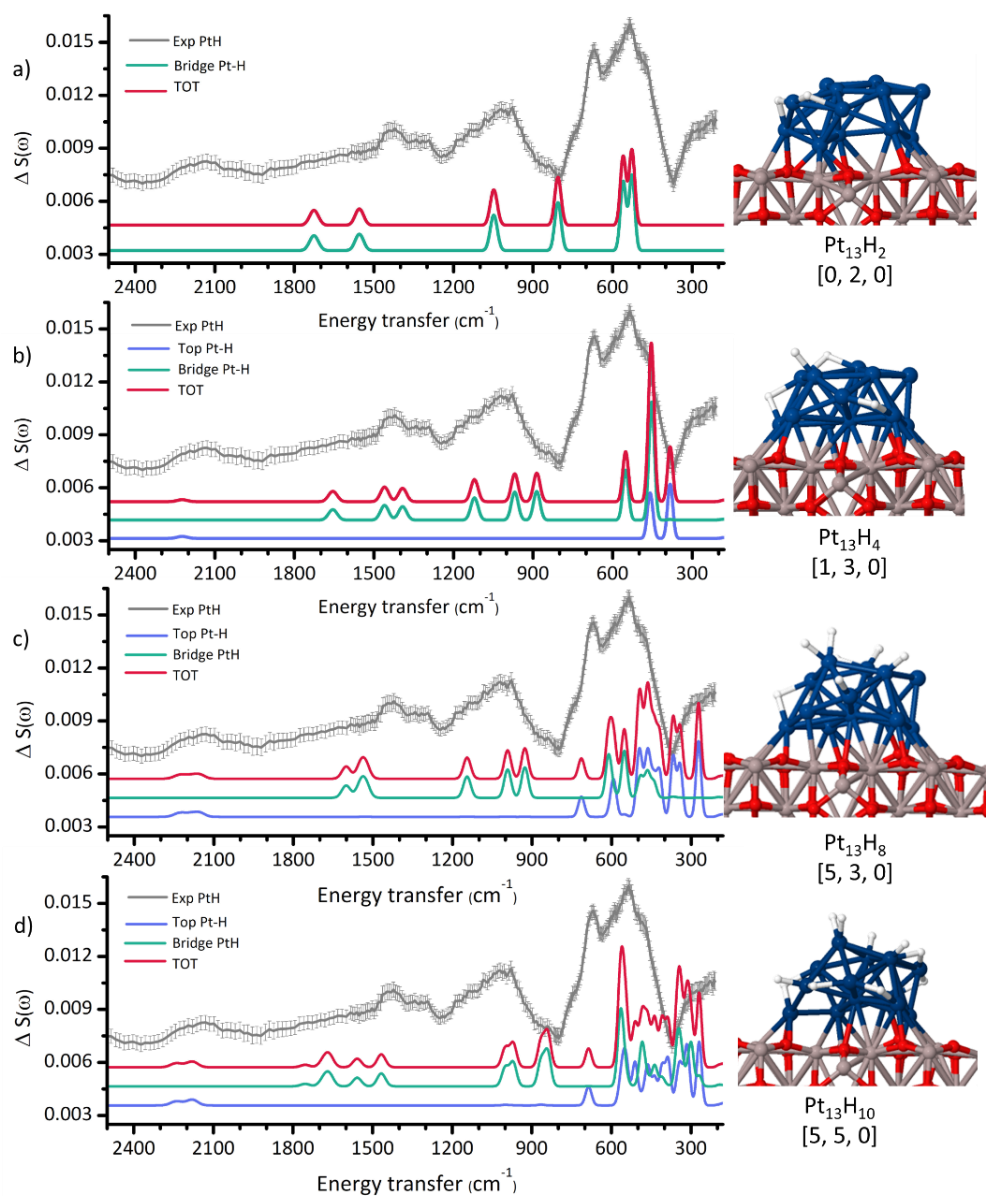 a)
Δ S(ω)
0.015
0.012
0.009
0.006
0.003
Exp PtH
Bridge Pt-H
TOT
2400 2100 1800 1500 1200 900 600 300
Energy transfer (cm⁻¹)
Pt₁₃H₂
[0, 2, 0]
b)
Δ S(ω)
0.015
0.012
0.009
0.006
0.003
Exp PtH
Top Pt-H
Bridge Pt-H
TOT
2400 2100 1800 1500 1200 900 600 300
Energy transfer (cm⁻¹)
Pt₁₃H₄
[1, 3, 0]
c)
Δ S(ω)
0.015
0.012
0.009
0.006
0.003
Exp PtH
Top Pt-H
Bridge PtH
TOT
2400 2100 1800 1500 1200 900 600 300
Energy transfer (cm⁻¹)
Pt₁₃H₈
[5, 3, 0]
d)
Δ S(ω)
0.015
0.012
0.009
0.006
0.003
Exp PtH
Top Pt-H
Bridge PtH
TOT
2400 2100 1800 1500 1200 900 600 300
Energy transfer (cm⁻¹)
Pt₁₃H₁₀
[5, 5, 0]